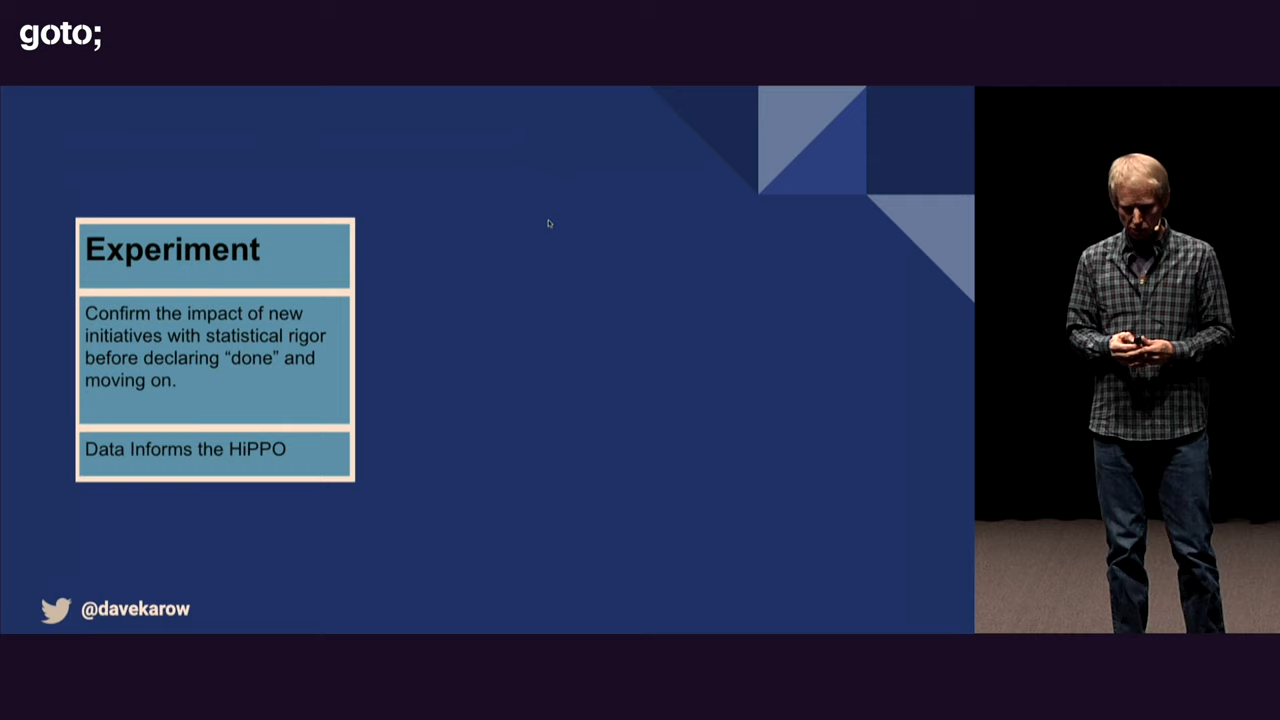 goto;
Experiment
Confirm the impact of new
initiatives with statistical rigor
before declaring “done” and
moving on.
Data Informs the HiPPO
@davekarow